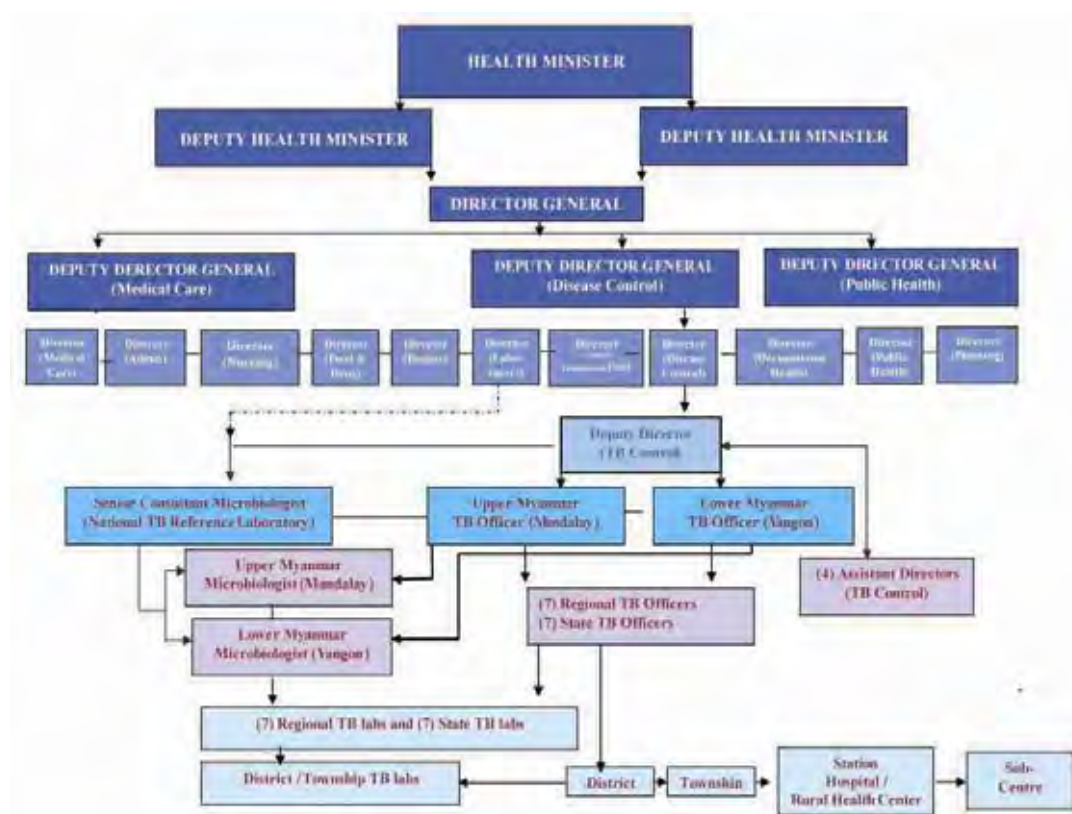 HEALTH MINISTER
DEPUTY HEALTH MINISTER
DEPUTY HEALTH MINISTER
DIRECTOR GENERAL
DEPUTY DERECTOR GENERAL
(Medical Care)
DEPUTY DIRECTOR GENERAL
(Disease Control)
DEPUTY DIRECTOR GENERAL
(Public Health)
Director
(Medical
Care)
Director
(Admin)
Director
(Nursing)
Director
(Food &
Drug)
Director
Director
(Labo-
Director
Director
(Disease
Control)
Director
(Occupational
Health)
Director
(Public
Health)
Director
(Planning)
Deputy Director
(TB Control)
Senior Consultant Microbiologist
(National TB Reference Laboratory)
Upper Myanmar
TB Officer (Mandalay)
Lower Myanmar
TB Officer (Yangon)
Upper Myanmar
Microbiologist (Mandalay)
(4) Assistant Directors
(TB Control)
(7) Regional TB Officers
(7) State TB Officers
Lower Myanmar
Microbiologist (Yangon)
(7) Regional TB labs and (7) State TB labs
District / Township TB labs
District
Township
Station
Hospital /
Rural Health Center
Sub-
Centre